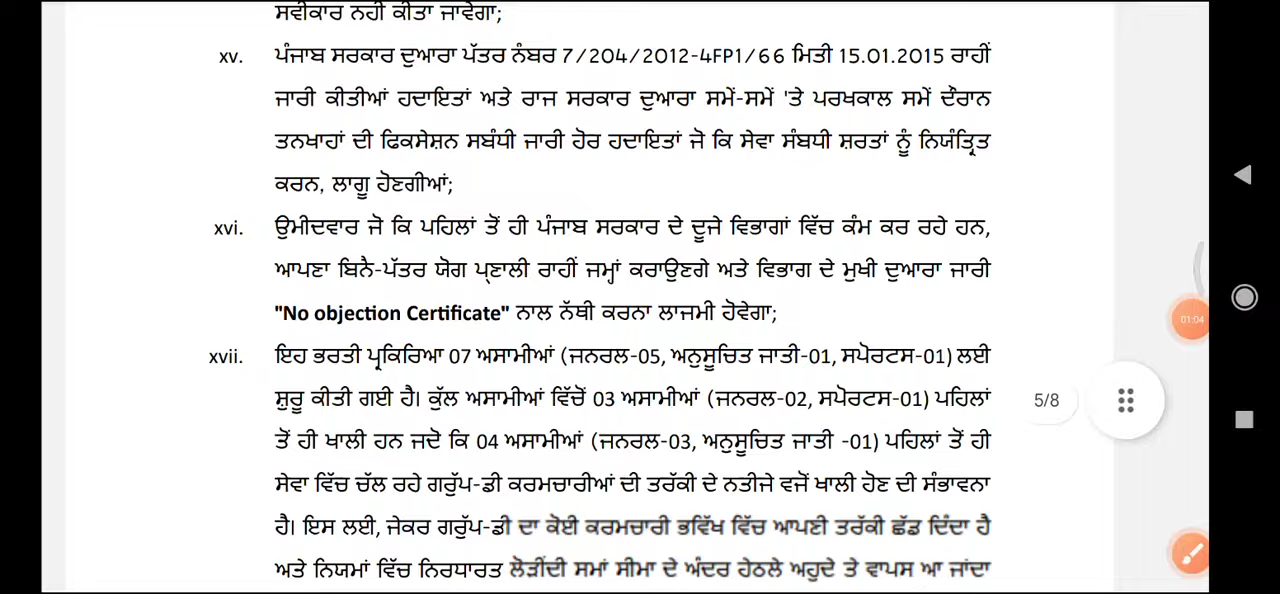 ਸਵੀਕਾਰ ਨਹੀ ਕੀਤਾ ਜਾਵੇਗਾ;
xv. ਪੰਜਾਬ ਸਰਕਾਰ ਦੁਆਰਾ ਪੱਤਰ ਨੰਬਰ 7/204/2012-4FP1/66 ਮਿਤੀ 15.01.2015 ਰਾਹੀਂ
ਜਾਰੀ ਕੀਤੀਆਂ ਹਦਾਇਤਾਂ ਅਤੇ ਰਾਜ ਸਰਕਾਰ ਦੁਆਰਾ ਸਮੇਂ-ਸਮੇਂ 'ਤੇ ਪਰਖਕਾਲ ਸਮੇਂ ਦੌਰਾਨ
ਤਨਖਾਹਾਂ ਦੀ ਫਿਕਸੇਸ਼ਨ ਸਬੰਧੀ ਜਾਰੀ ਹੋਰ ਹਦਾਇਤਾਂ ਜੋ ਕਿ ਸੇਵਾ ਸੰਬਧੀ ਸ਼ਰਤਾਂ ਨੂੰ ਨਿਯੰਤ੍ਰਿਤ
ਕਰਨ, ਲਾਗੂ ਹੋਣਗੀਆਂ;
xvi. ਉਮੀਦਵਾਰ ਜੋ ਕਿ ਪਹਿਲਾਂ ਤੋਂ ਹੀ ਪੰਜਾਬ ਸਰਕਾਰ ਦੇ ਦੂਜੇ ਵਿਭਾਗਾਂ ਵਿੱਚ ਕੰਮ ਕਰ ਰਹੇ ਹਨ,
ਆਪਣਾ ਬਿਨੈ-ਪੱਤਰ ਯੋਗ ਪ੍ਣਾਲੀ ਰਾਹੀਂ ਜਮ੍ਹਾਂ ਕਰਾਉਣਗੇ ਅਤੇ ਵਿਭਾਗ ਦੇ ਮੁਖੀ ਦੁਆਰਾ ਜਾਰੀ
"No objection Certificate" ਨਾਲ ਨੱਥੀ ਕਰਨਾ ਲਾਜਮੀ ਹੋਵੇਗਾ;
xvii. ਇਹ ਭਰਤੀ ਪ੍ਰਕਿਰਿਆ 07 ਅਸਾਮੀਆਂ (ਜਨਰਲ-05, ਅਨੁਸੂਚਿਤ ਜਾਤੀ-01, ਸਪੋਰਟਸ-01) ਲਈ
ਸ਼ੁਰੂ ਕੀਤੀ ਗਈ ਹੈ। ਕੁੱਲ ਅਸਾਮੀਆਂ ਵਿੱਚੋਂ 03 ਅਸਾਮੀਆਂ (ਜਨਰਲ-02, ਸਪੋਰਟਸ-01) ਪਹਿਲਾਂ
ਤੋਂ ਹੀ ਖਾਲੀ ਹਨ ਜਦੋ ਕਿ 04 ਅਸਾਮੀਆਂ (ਜਨਰਲ-03, ਅਨੁਸੂਚਿਤ ਜਾਤੀ -01) ਪਹਿਲਾਂ ਤੋਂ ਹੀ
ਸੇਵਾ ਵਿੱਚ ਚੱਲ ਰਹੇ ਗਰੁੱਪ-ਡੀ ਕਰਮਚਾਰੀਆਂ ਦੀ ਤਰੱਕੀ ਦੇ ਨਤੀਜੇ ਵਜੋਂ ਖਾਲੀ ਹੋਣ ਦੀ ਸੰਭਾਵਨਾ
ਹੈ। ਇਸ ਲਈ, ਜੇਕਰ ਗਰੁੱਪ-ਡੀ ਦਾ ਕੋਈ ਕਰਮਚਾਰੀ ਭਵਿੱਖ ਵਿੱਚ ਆਪਣੀ ਤਰੱਕੀ ਛੱਡ ਦਿੰਦਾ ਹੈ
ਅਤੇ ਨਿਯਮਾਂ ਵਿੱਚ ਨਿਰਧਾਰਤ ਲੋੜੀਂਦੀ ਸਮਾਂ ਸੀਮਾ ਦੇ ਅੰਦਰ ਹੇਠਲੇ ਅਹੁਦੇ ਤੇ ਵਾਪਸ ਆ ਜਾਂਦਾ
5/8
01:04